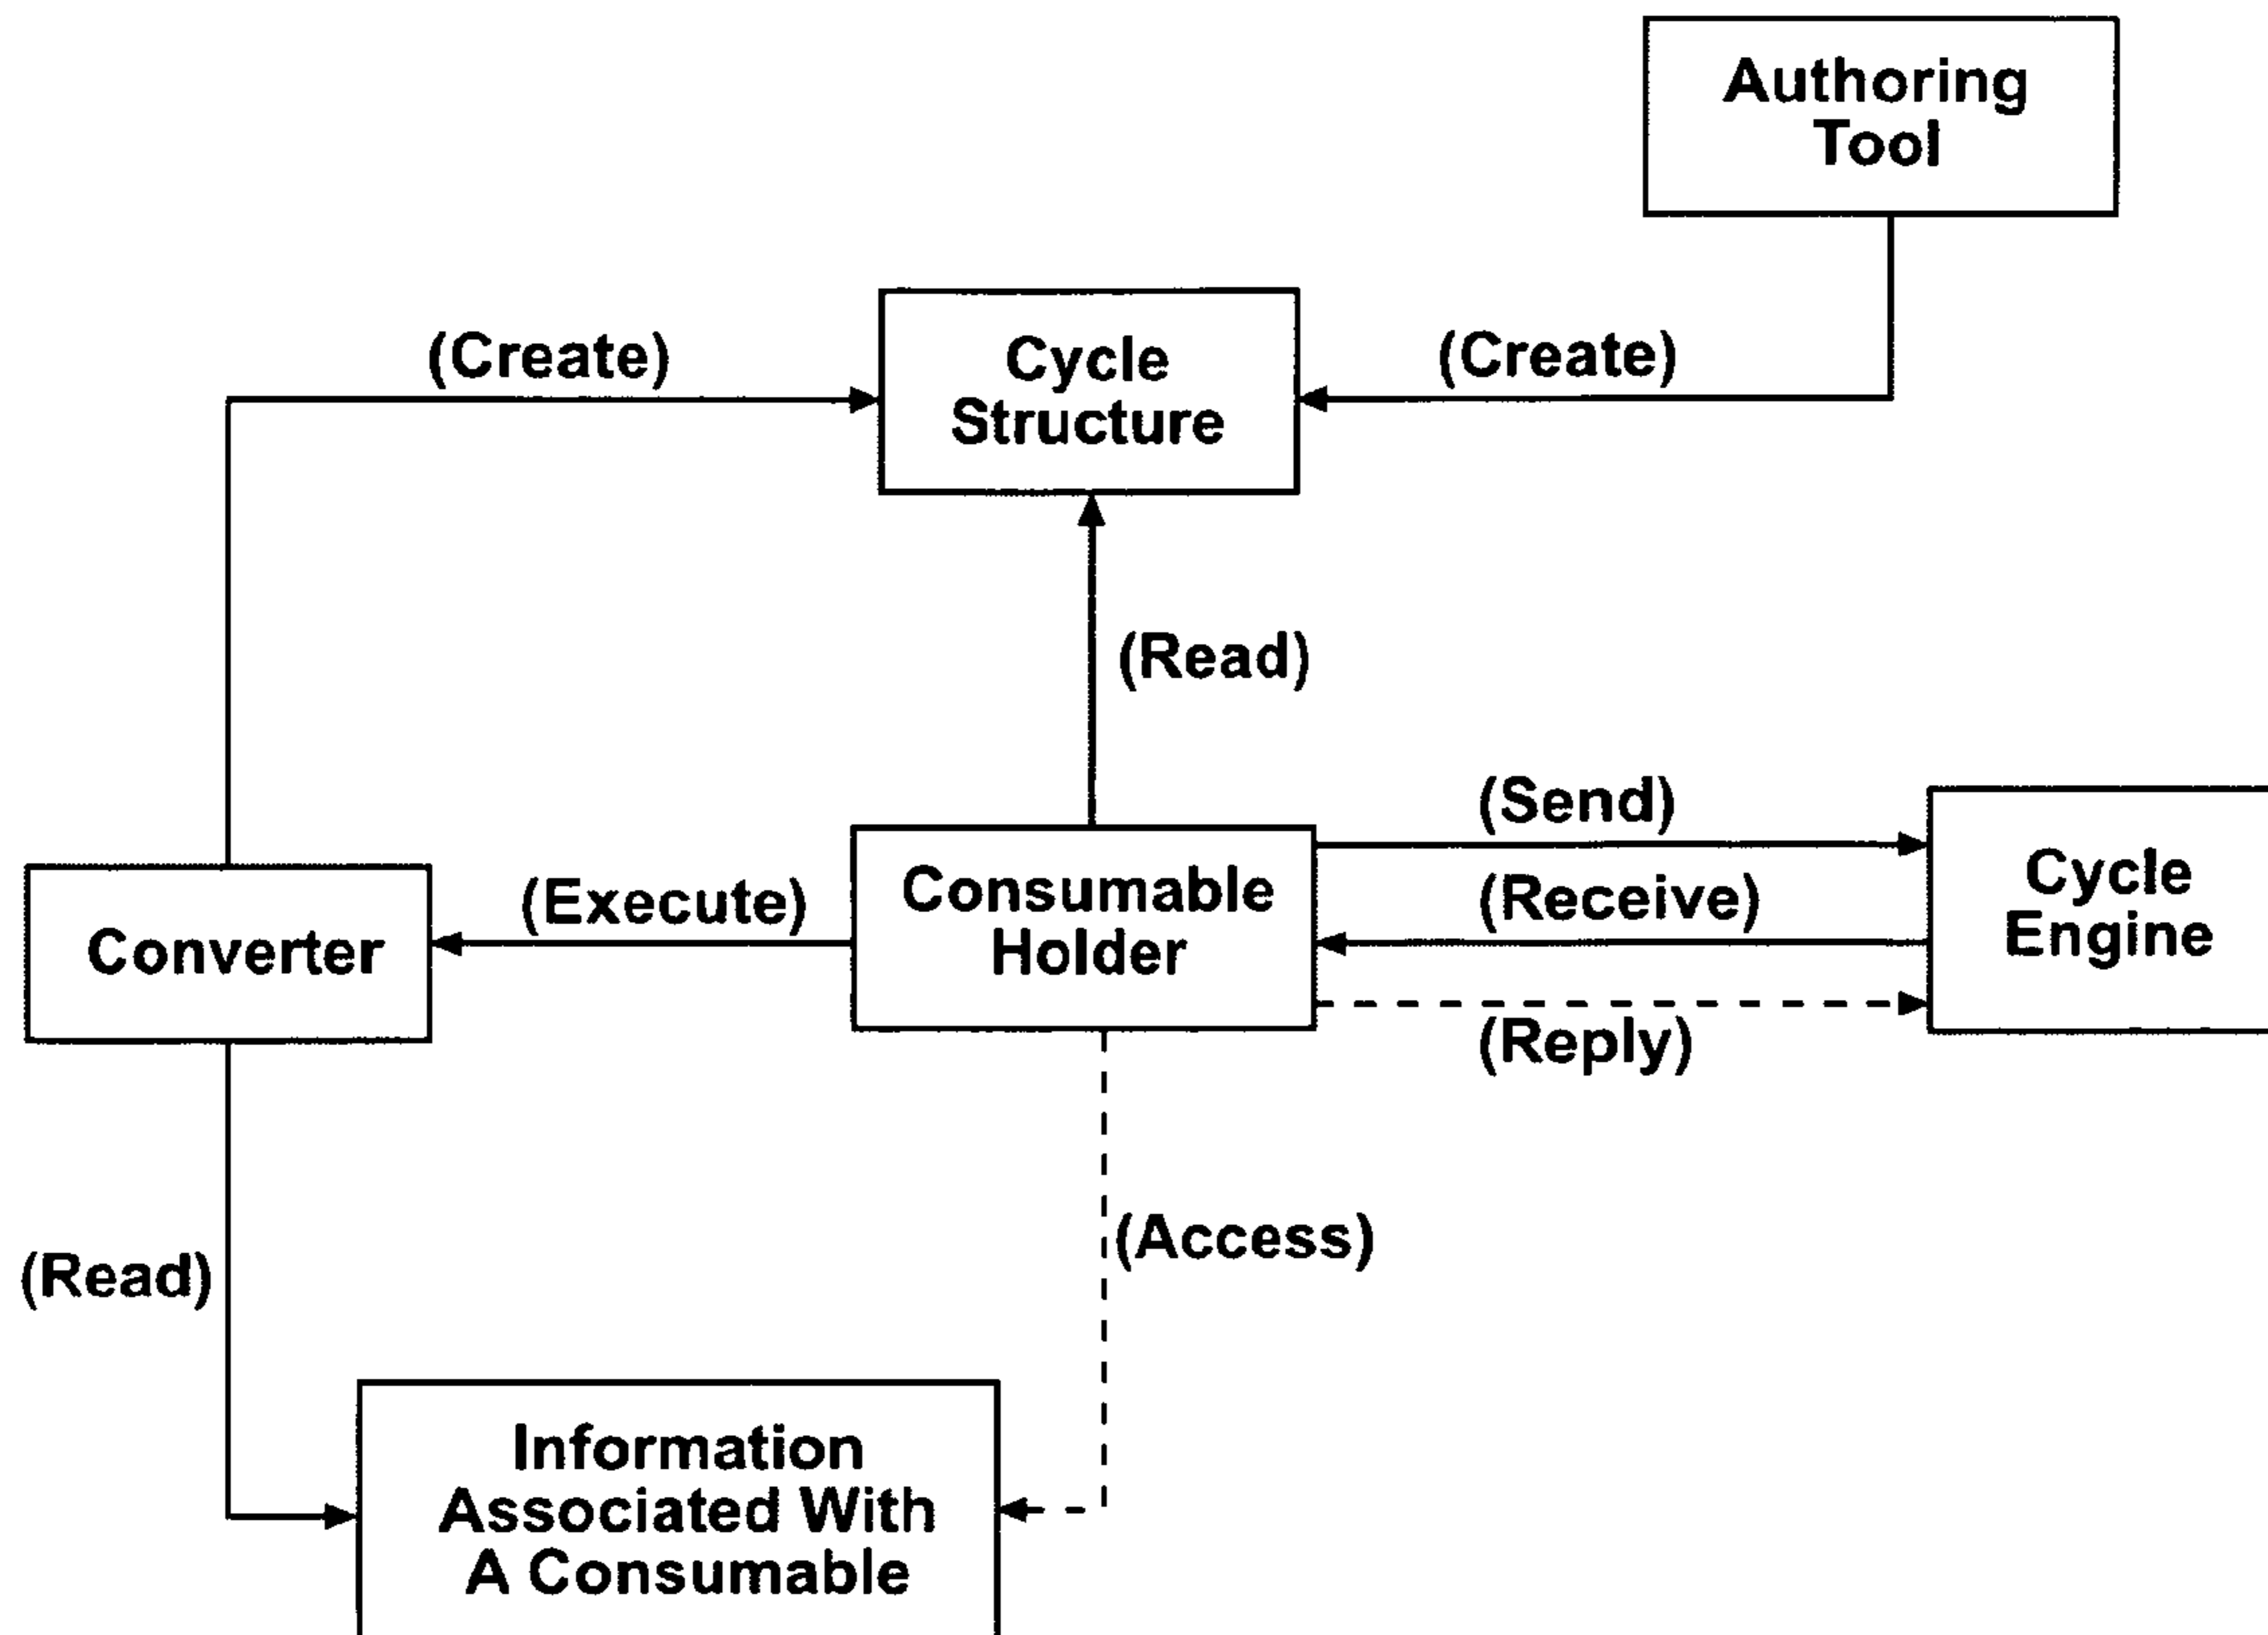 Authoring
Tool
(Create)
Cycle
Structure
(Create)
(Read)
(Send)
(Receive)
(Reply)
Cycle
Engine
Consumable
Holder
(Execute)
Converter
(Access)
(Read)
Information
Associated With
A Consumable